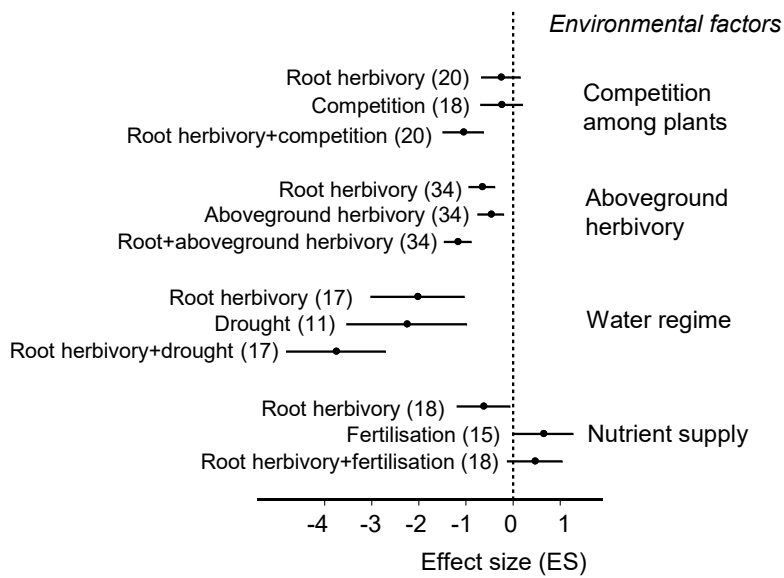 Environmental factors
Root herbivory (20)
Competition (18)
Root herbivory+competition (20)
Competition
among plants
Root herbivory (34)
Aboveground herbivory (34)
Root+aboveground herbivory (34)
Aboveground
herbivory
Root herbivory (17)
Drought (11)
Root herbivory+drought (17)
Water regime
Root herbivory (18)
Fertilisation (15)
Root herbivory+fertilisation (18)
Nutrient supply
-4 -3 -2 -1 0 1
Effect size (ES)